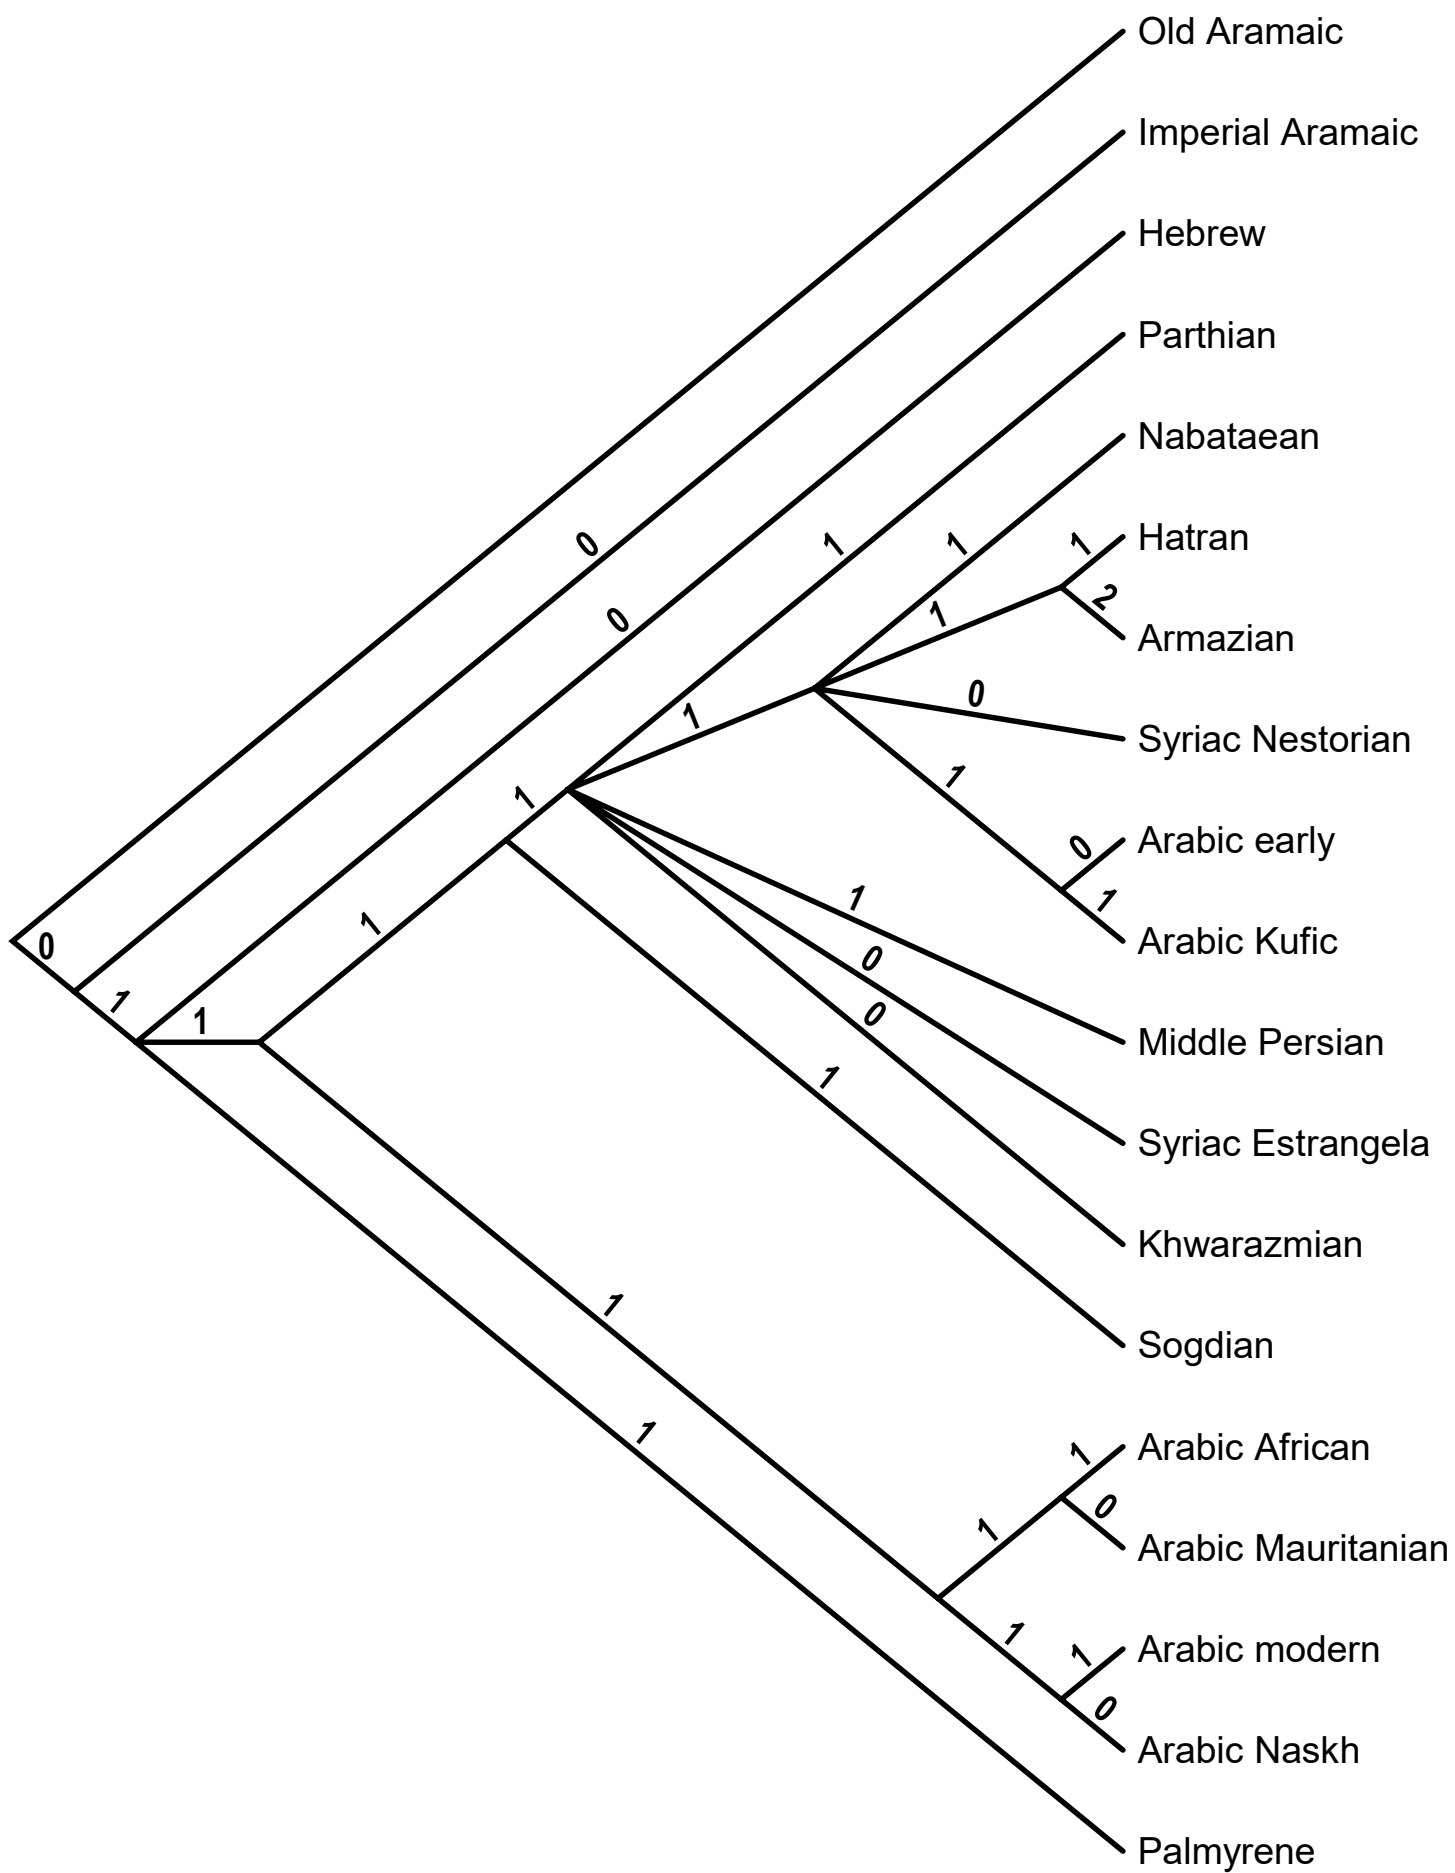 Old Aramaic
Imperial Aramaic
Hebrew
Parthian
Nabataean
0
1
1
1
Hatran
2
1
0
Armazian
0
1
Syriac Nestorian
1
1
0
Arabic early
1
1
1
Arabic Kufic
0
0
1
1
0
Middle Persian
1
Syriac Estrangela
Khwarazmian
1
Sogdian
1
1
Arabic African
0
1
Arabic Mauritanian
1
1
Arabic modern
0
Arabic Naskh
Palmyrene